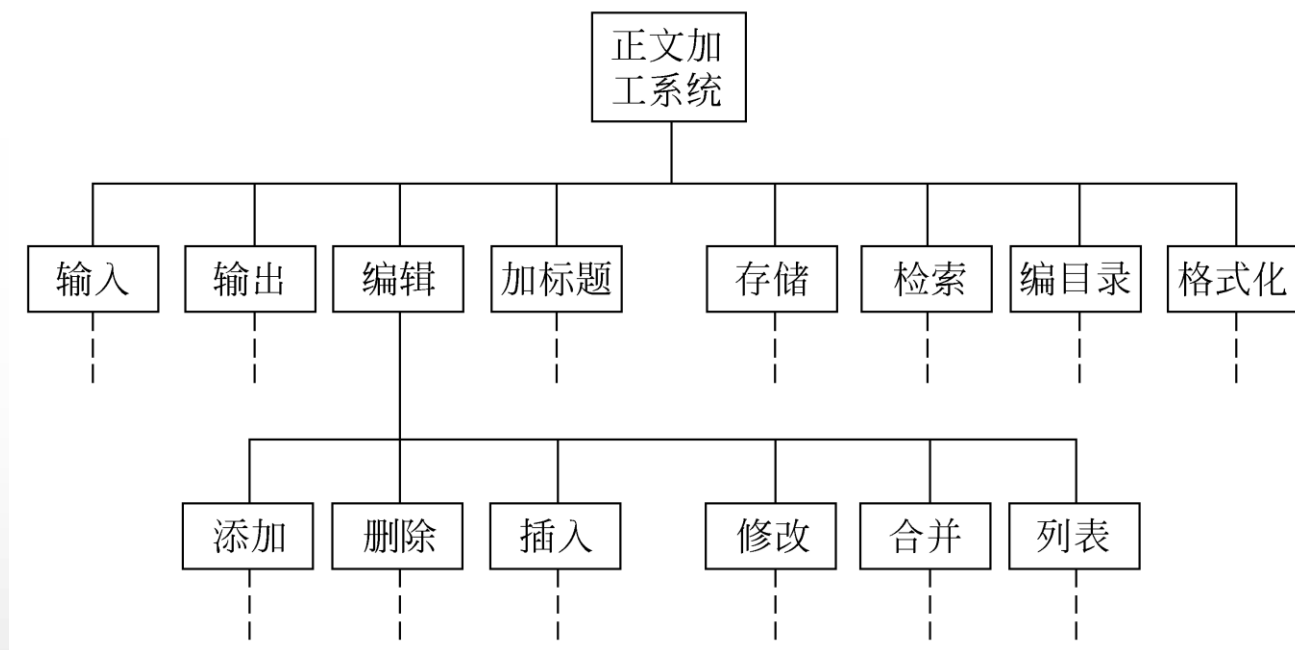 正文加
工系统
输入
输出
编辑
加标题
存储
检索
编目录
格式化
添加
删除
插入
修改
合并
列表